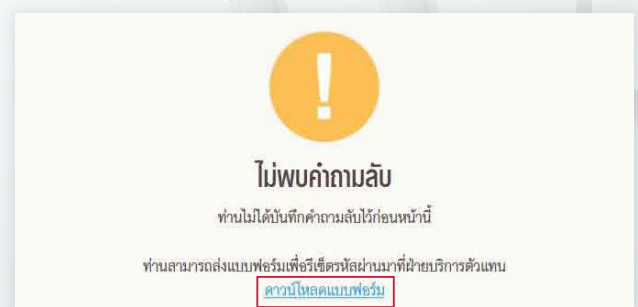 !
ไม่พบคำถามลับ
ท่านไม่ได้บันทึกคำถามลับไว้ก่อนหน้านี้
ท่านสามารถส่งแบบฟอร์มเพื่อรีเซ็ตรหัสผ่านมาที่ฝ่ายบริการตัวแทน
ดาวน์โหลดแบบฟอร์ม